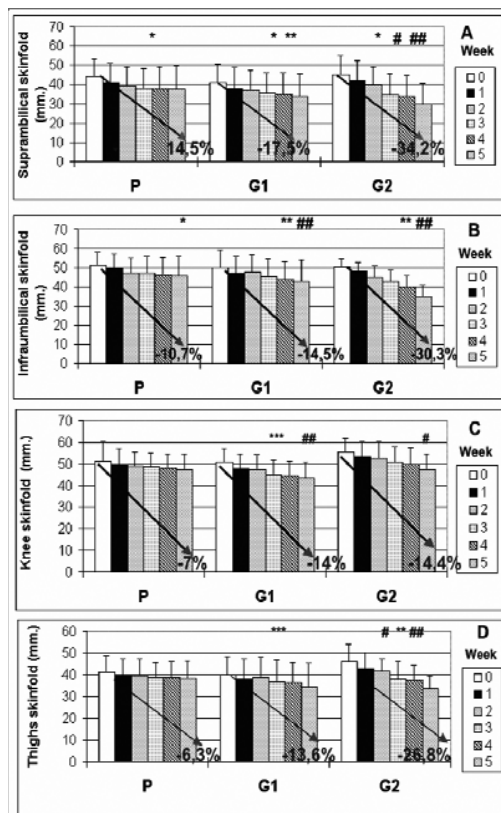 A
Suprambilical skinfold
(mm.)
60
50
40
30
20
10
0
* * ** * # ##
14,5% -17,5% -34,2%
P G1 G2
Week
0
1
2
3
4
5
B
Infraumbilical skinfold
(mm.)
60
50
40
30
20
10
0
* ** ## ** ##
-10,7% -14,5% -30,3%
P G1 G2
Week
0
1
2
3
4
5
C
Knee skinfold (mm.)
70
60
50
40
30
20
10
0
*** ## #
-7% -14% -14.4%
P G1 G2
Week
0
1
2
3
4
5
D
Thighs skinfold (mm.)
60
50
40
30
20
10
0
*** # ** ##
-6,3% -13,6% -26,8%
P G1 G2
Week
0
1
2
3
4
5